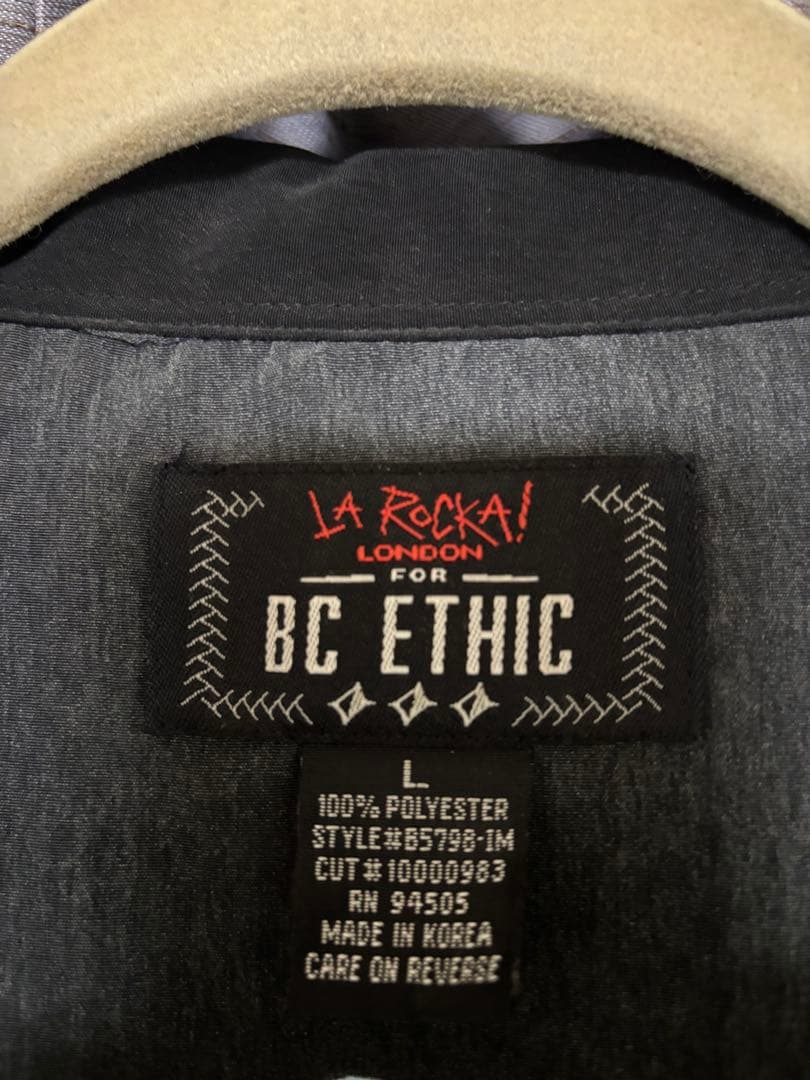 LA ROCKA!
LONDON
FOR
BC ETHIC
L
100% POLYESTER
STYLE#B5798-1M
CUT#10000983
RN 94505
MADE IN KOREA
CARE ON REVERSE